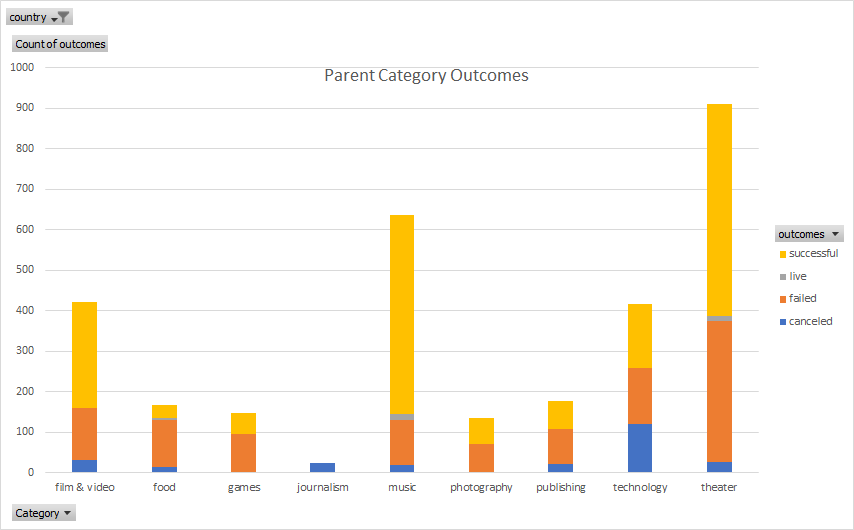 country
Count of outcomes
Parent Category Outcomes
1000
900
800
700
600
500
400
300
200
100
0
film & video food games journalism music photography publishing technology theater
outcomes
successful
live
failed
canceled
Category